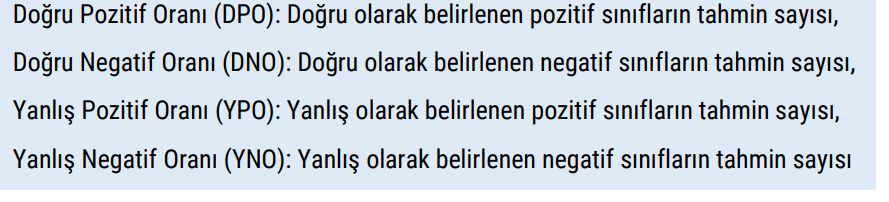 Doğru Pozitif Oranı (DPO): Doğru olarak belirlenen pozitif sınıfların tahmin sayısı,
Doğru Negatif Oranı (DNO): Doğru olarak belirlenen negatif sınıfların tahmin sayısı,
Yanlış Pozitif Oranı (YPO): Yanlış olarak belirlenen pozitif sınıfların tahmin sayısı,
Yanlış Negatif Oranı (YNO): Yanlış olarak belirlenen negatif sınıfların tahmin sayısı